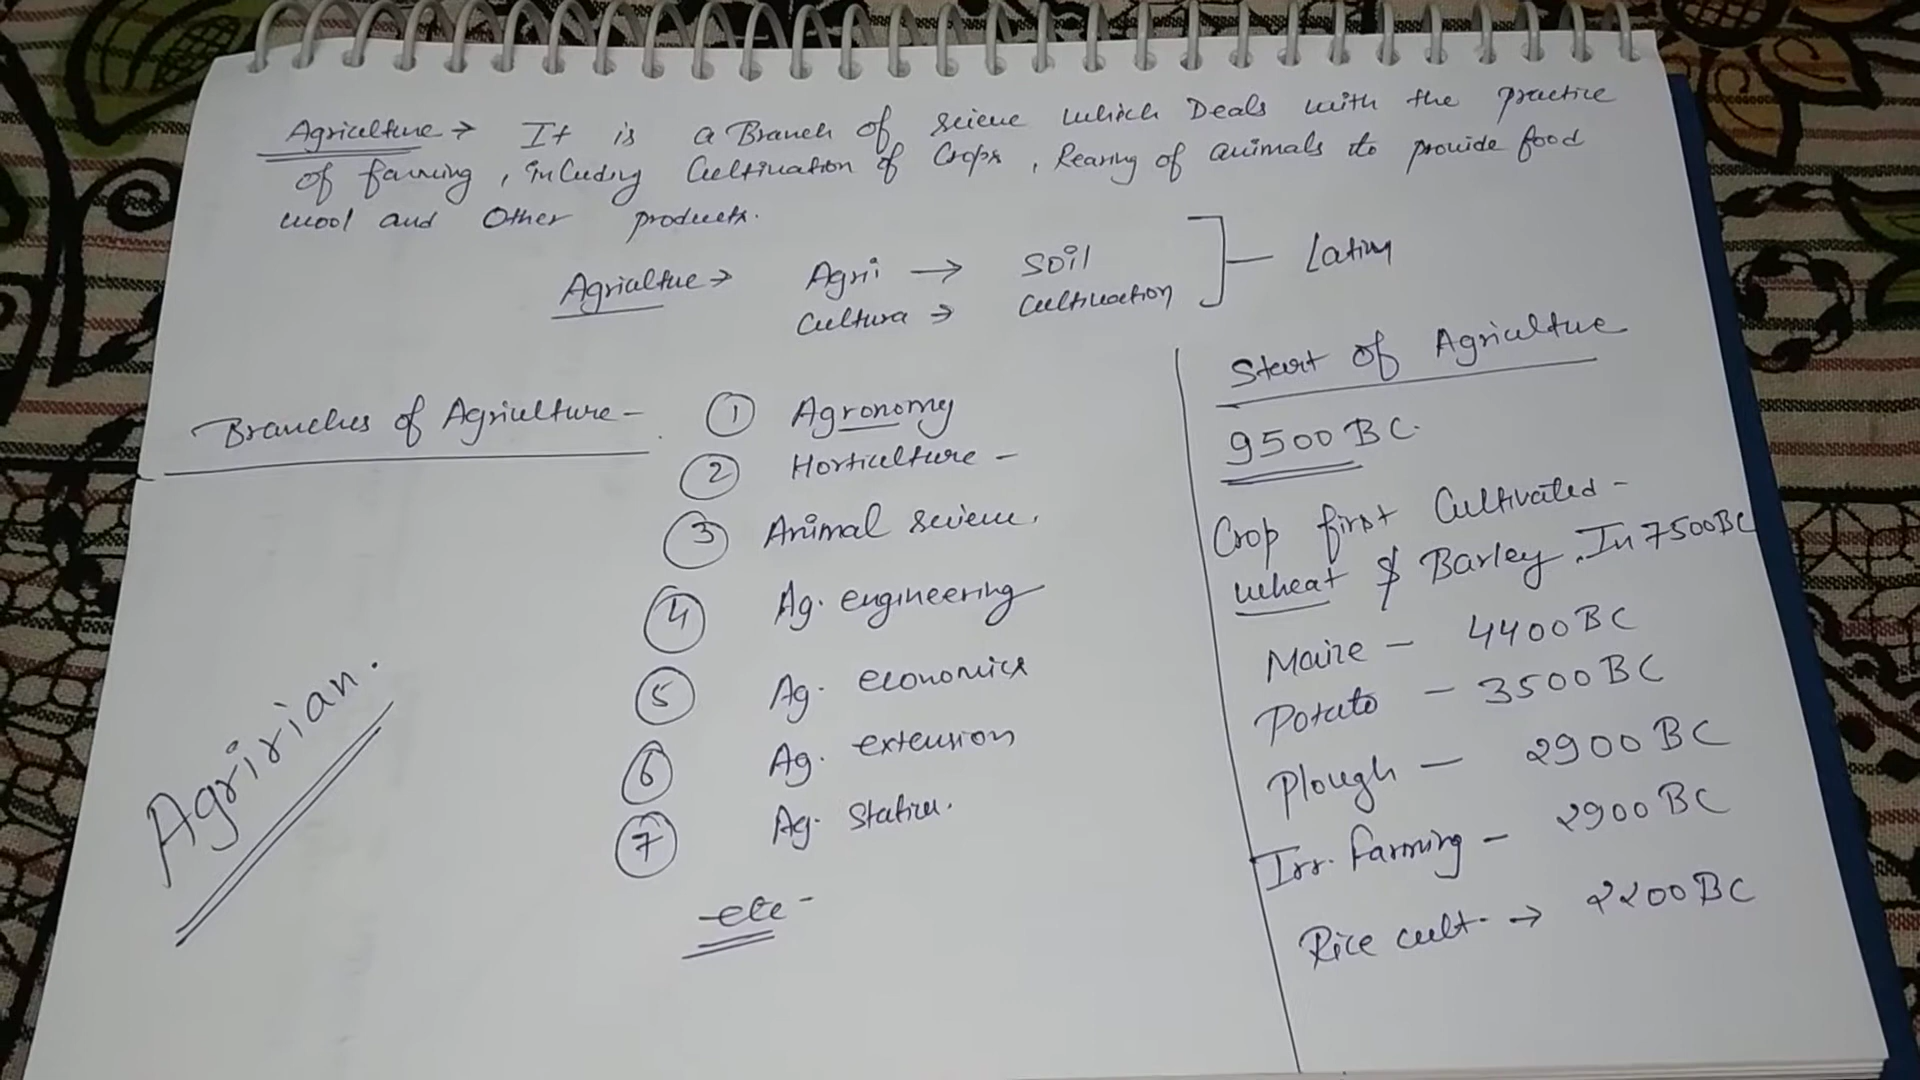 Agriculture → It is a Branch of science which Deals with the practice
of farming, including Cultivation of Crops, Rearing of animals to provide food
wool and Other products.
Agriculture → Agri → Soil
Cultura → Cultivation
] — Latin
Branches of Agriculture -
① Agronomy
② Horticulture -
③ Animal science.
④ Ag. engineering
⑤ Ag. economics
⑥ Ag. extension
⑦ Ag.
etc -
Agririan.
Start of Agriculture
9500 BC.
Crop first Cultivated -
wheat & Barley. In 7500BC
Maize - 4400 BC
Potato - 3500 BC
Plough - 2900 BC
Irr. Farming - 2900 BC
Rice cult. → 2200 BC